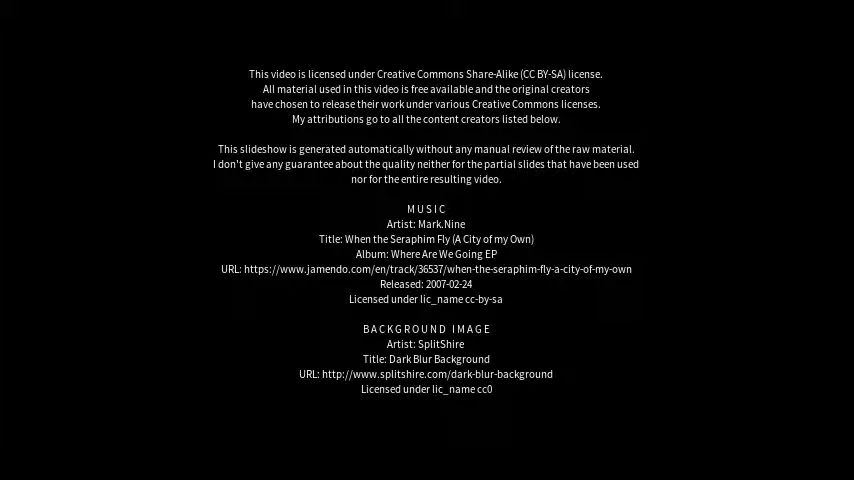 This video is licensed under Creative Commons Share-Alike (CC BY-SA) license.
All material used in this video is free available and the original creators
have chosen to release their work under various Creative Commons licenses.
My attributions go to all the content creators listed below.
This slideshow is generated automatically without any manual review of the raw material.
I don't give any guarantee about the quality neither for the partial slides that have been used
nor for the entire resulting video.
MUSIC
Artist: Mark.Nine
Title: When the Seraphim Fly (A City of my Own)
Album: Where Are We Going EP
URL: https://www.jamendo.com/en/track/36537/when-the-seraphim-fly-a-city-of-my-own
Released: 2007-02-24
Licensed under lic_name cc-by-sa
BACKGROUND IMAGE
Artist: SplitShire
Title: Dark Blur Background
URL: http://www.splitshire.com/dark-blur-background
Licensed under lic_name cc0